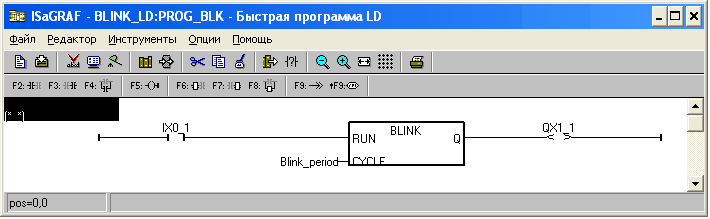 ISaGRAF - BLINK_LD:PROG_BLK - Быстрая программа LD
Файл Редактор Инструменты Опции Помощь
F2: F3: F4: F5: F6: F7: F8: F9: ↑F9:
(* *)
IX0_1 BLINK QX1_1
RUN Q
Blink_period CYCLE
pos=0,0